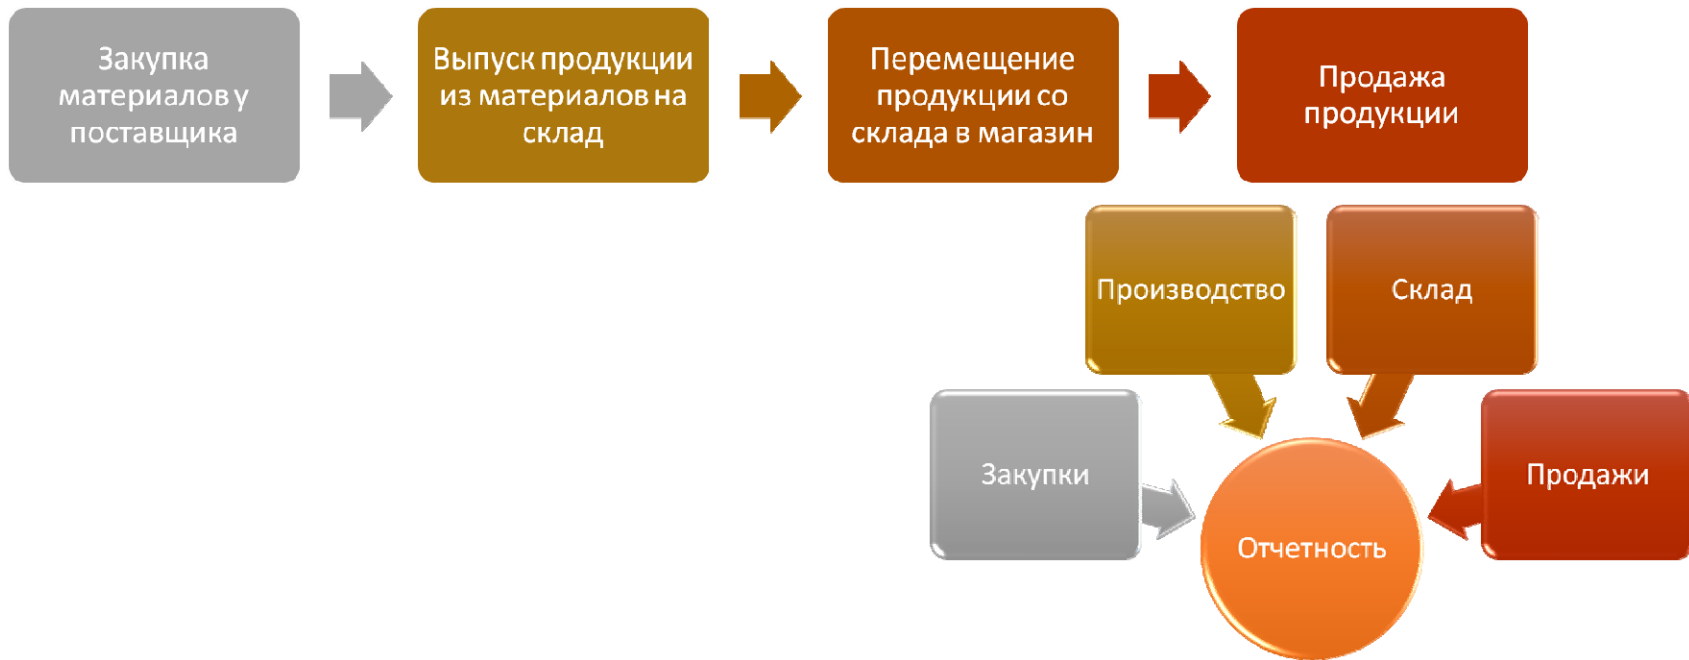 Закупка
материалов у
поставщика
Выпуск продукции
из материалов на
склад
Перемещение
продукции со
склада в магазин
Продажа
продукции
Производство
Склад
Закупки
Продажи
Отчетность